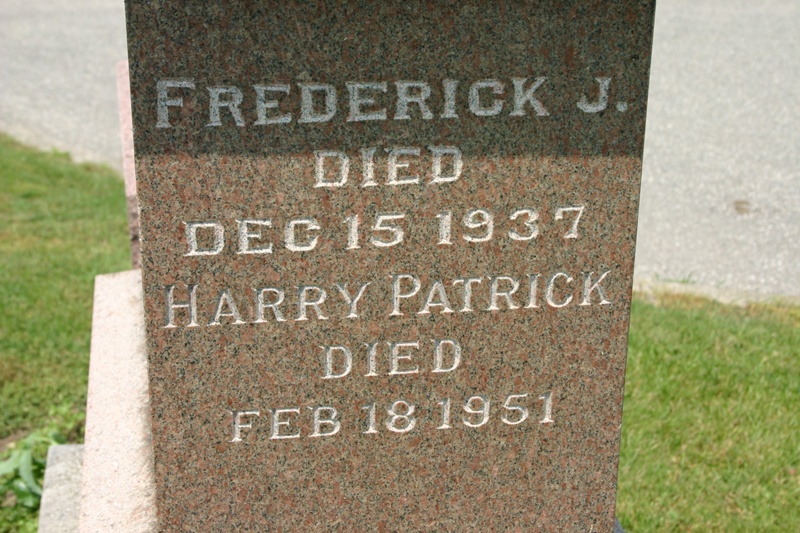 FREDERICK J.
DIED
DEC 15 1937
HARRY PATRICK
DIED
FEB 18 1951